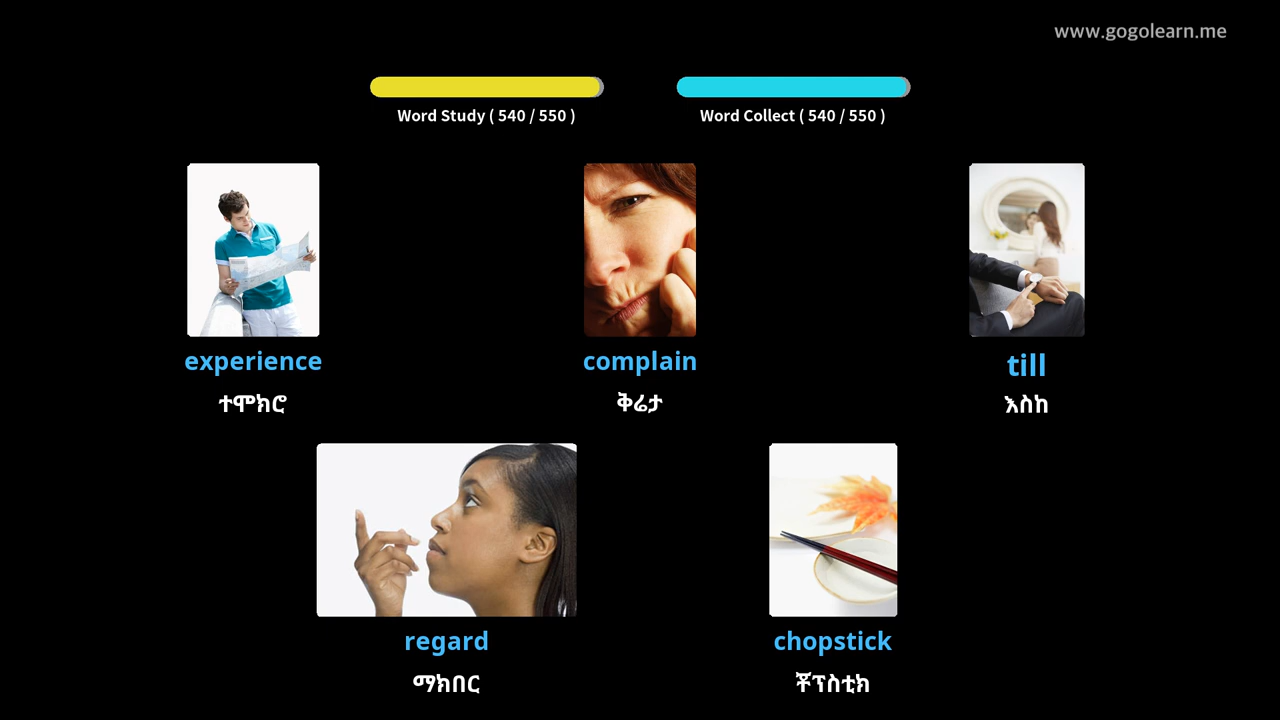 www.gogolearn.me
Word Study ( 540 / 550 )
Word Collect ( 540 / 550 )
experience
complain
till
ተሞክሮ
ቅሬታ
እስከ
regard
chopstick
ማክበር
ቾፕስቲክ